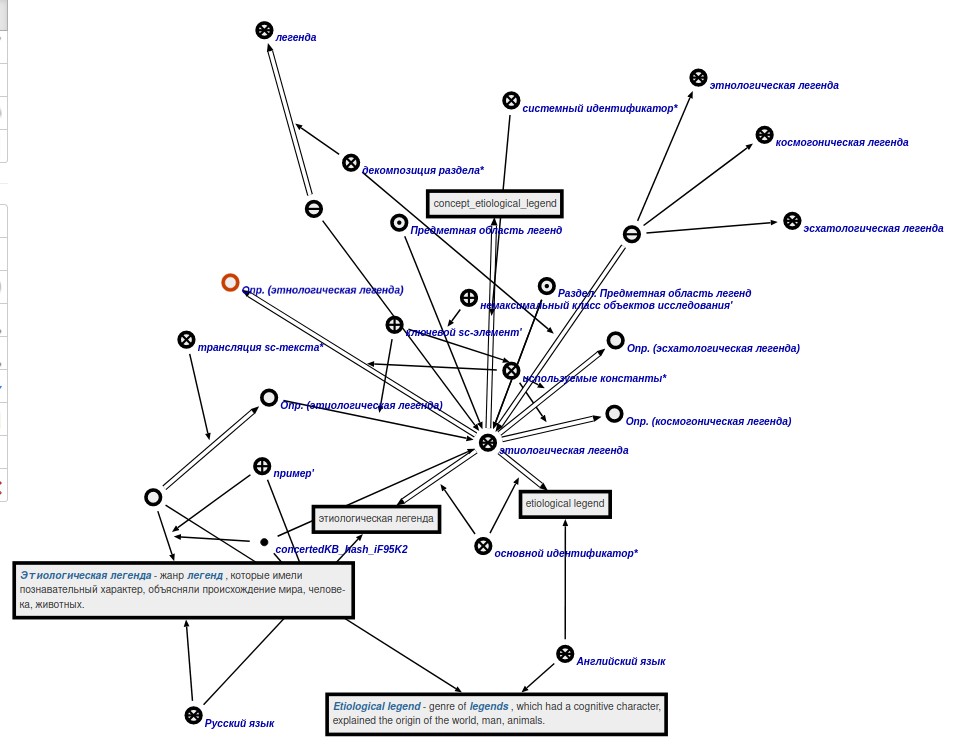 легенда
этнологическая легенда
системный идентификатор*
космогоническая легенда
декомпозиция раздела*
concept_etiological_legend
Предметная область легенд
эсхатологическая легенда
Опр. (этнологическая легенда)
Раздел. Предметная область легенд
немаксимальный класс объектов исследования'
ключевой sc-элемент'
трансляция sc-текста*
Опр. (эсхатологическая легенда)
используемые константы*
Опр. (этиологическая легенда)
Опр. (космогоническая легенда)
этиологическая легенда
пример'
etiological legend
этиологическая легенда
concertedKB_hash_iF95K2
основной идентификатор*
Этиологическая легенда - жанр легенд , которые имели
познавательный характер, объясняли происхождение мира, челове-
ка, животных.
Английский язык
Etiological legend - genre of legends , which had a cognitive character,
explained the origin of the world, man, animals.
Русский язык